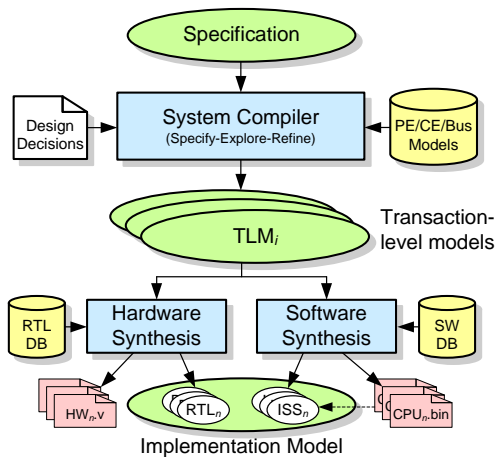 Specification
System Compiler
(Specify-Explore-Refine)
Design
Decisions
PE/CE/Bus
Models
TLMi
Transaction-
level models
Hardware
Synthesis
Software
Synthesis
RTL
DB
SW
DB
HWn.v
RTLn
ISSn
CPUn.bin
Implementation Model